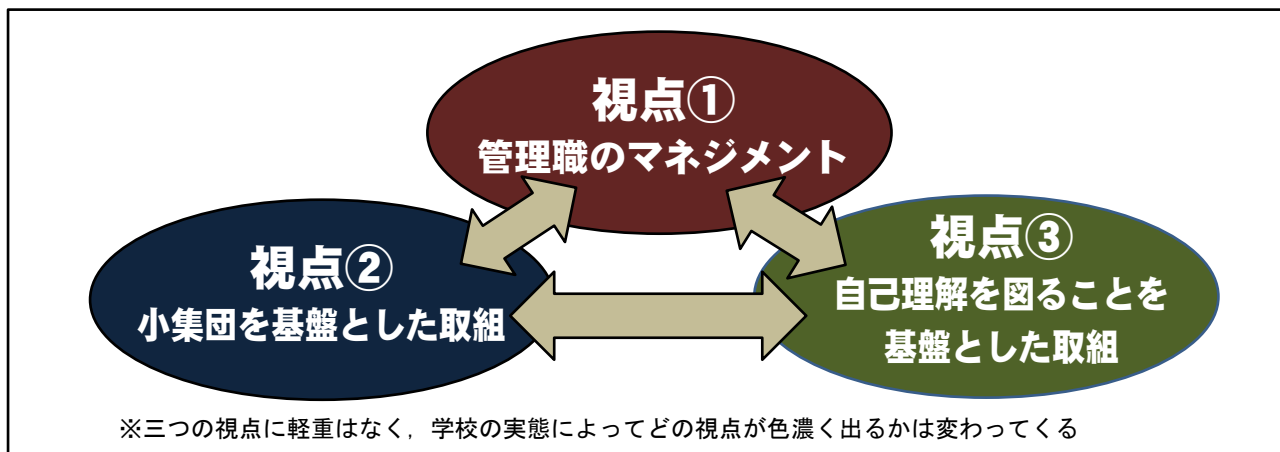 視点①
管理職のマネジメント
視点②
小集団を基盤とした取組
視点③
自己理解を図ることを
基盤とした取組
※三つの視点に軽重はなく，学校の実態によってどの視点が色濃く出るかは変わってくる